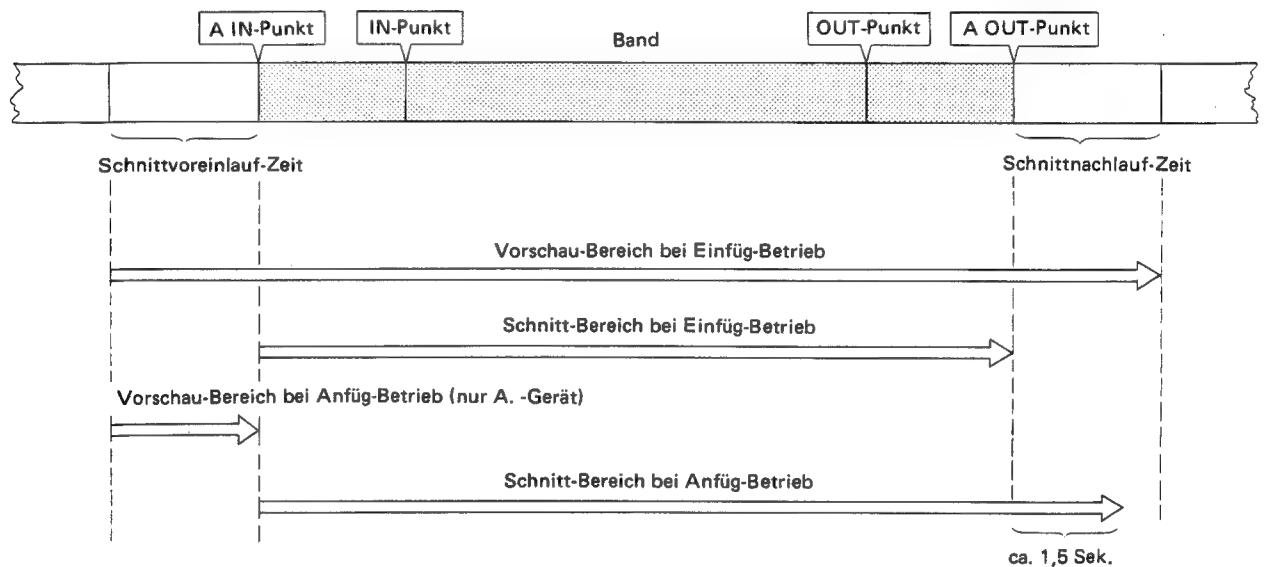 A IN-Punkt
IN-Punkt
Band
OUT-Punkt
A OUT-Punkt
Schnittvoreinlauf-Zeit
Schnittnachlauf-Zeit
Vorschau-Bereich bei Einfüg-Betrieb
Schnitt-Bereich bei Einfüg-Betrieb
Vorschau-Bereich bei Anfüg-Betrieb (nur A. -Gerät)
Schnitt-Bereich bei Anfüg-Betrieb
ca. 1,5 Sek.